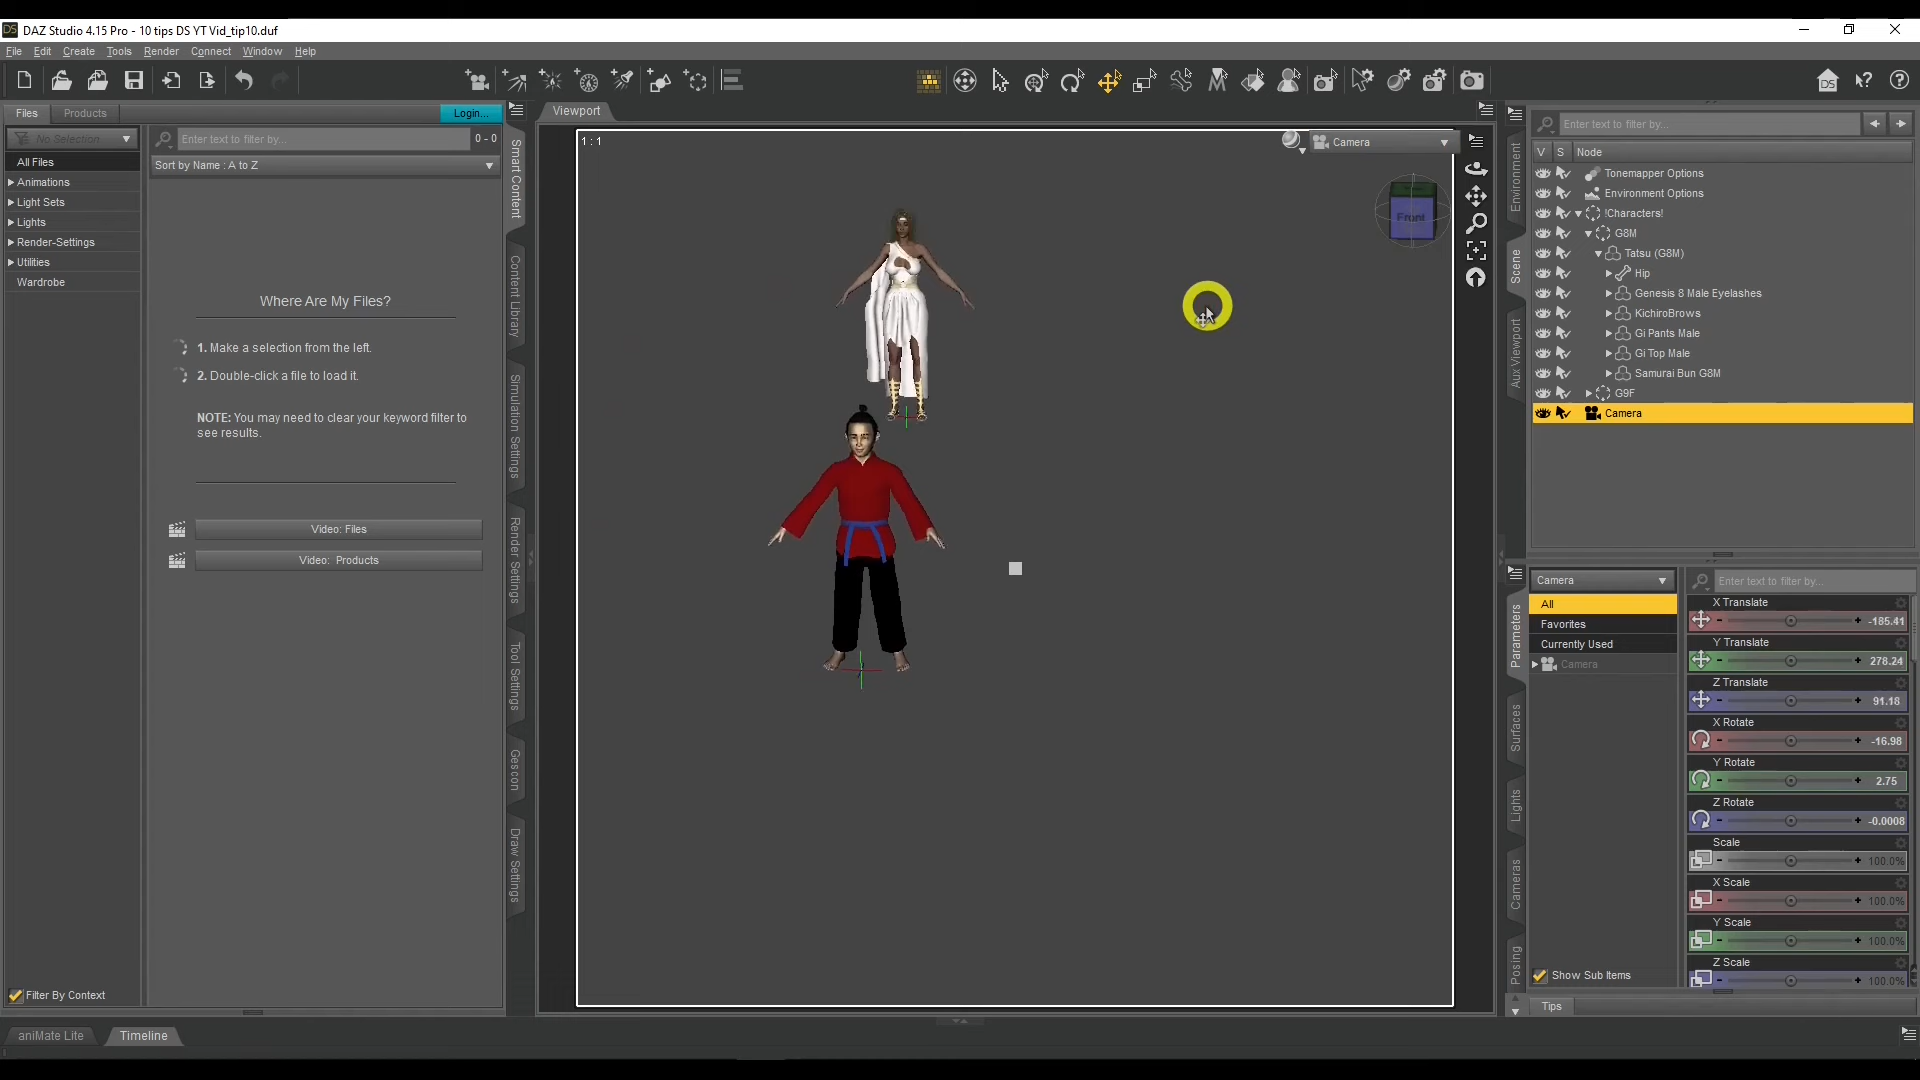 DAZ Studio 4.15 Pro - 10 tips DS YT Vid_tip10.duf
File Edit Create Tools Render Connect Window Help
Files Products Login...
No Selection
Enter text to filter by... 0 - 0
Sort by Name : A to Z
All Files
Animations
Light Sets
Lights
Render-Settings
Utilities
Wardrobe
Where Are My Files?
1. Make a selection from the left.
2. Double-click a file to load it.
NOTE: You may need to clear your keyword filter to
see results.
Video: Files
Video: Products
Filter By Context
Smart Content
Content Library
Simulation Settings
Render Settings
Tool Settings
Gescon
Draw Settings
Viewport
1 : 1
Camera
Front
Environment
Scene
Aux Viewport
Enter text to filter by...
V S Node
Tonemapper Options
Environment Options
!Characters!
G8M
Tatsu (G8M)
Hip
Genesis 8 Male Eyelashes
KichiroBrows
Gi Pants Male
Gi Top Male
Samurai Bun G8M
G9F
Camera
Parameters
Surfaces
Lights
Cameras
Posing
Camera
All
Favorites
Currently Used
Camera
Show Sub Items
Enter text to filter by...
X Translate
-185.41
Y Translate
278.24
Z Translate
91.18
X Rotate
-16.98
Y Rotate
2.75
Z Rotate
-0.0008
Scale
100.0%
X Scale
100.0%
Y Scale
100.0%
Z Scale
100.0%
Tips
aniMate Lite Timeline